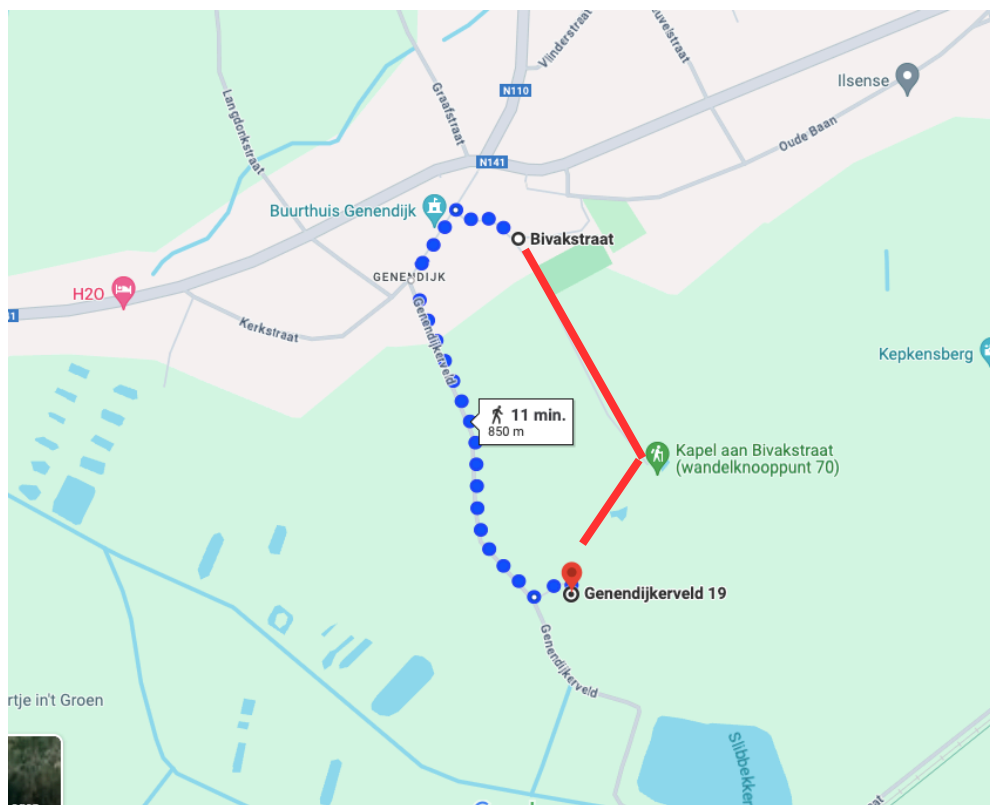 Vlinderstraat
Graafstraat
N110
Ilsense
Langdonkstraat
Oude Baan
N141
Buurthuis Genendijk
Bivakstraat
GENENDIJK
H2O
Kerkstraat
Genendijkerveld
Kepkensberg
11 min.
850 m
Kapel aan Bivakstraat
(wandelknooppunt 70)
Genendijkerveld 19
Genendijkerveld
rtje in't Groen
Slibbekken